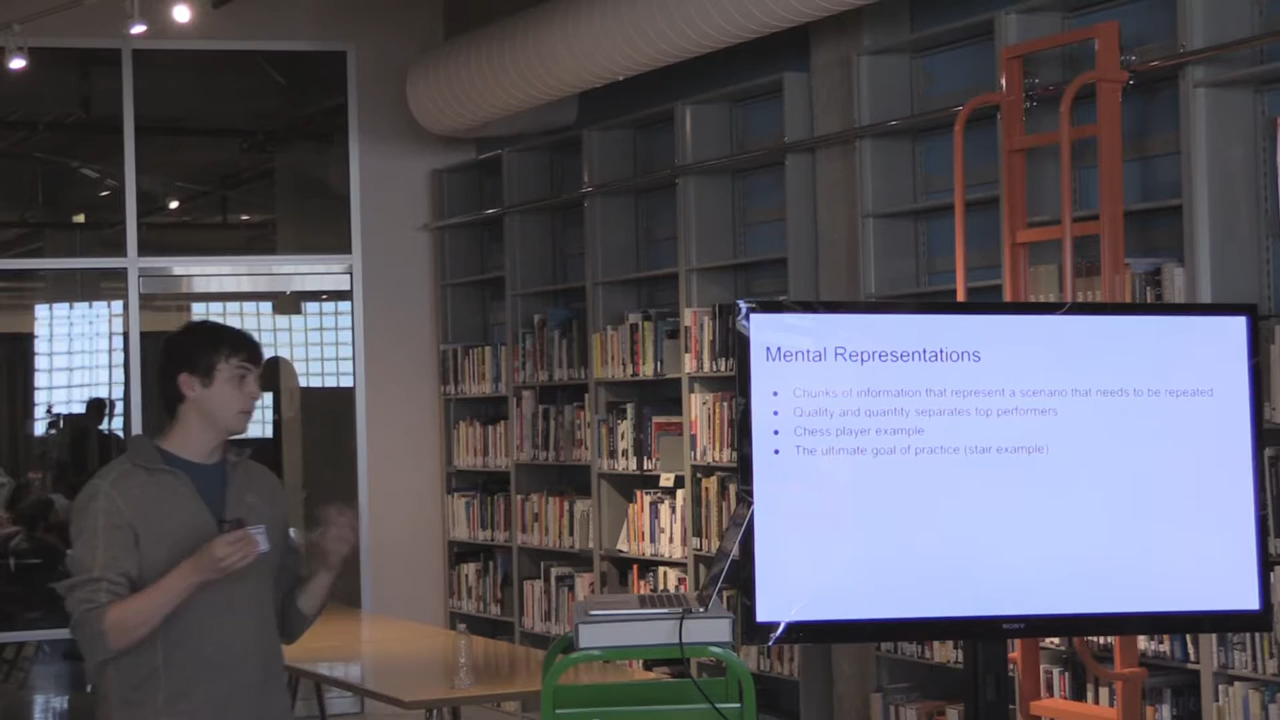 Mental Representations
● Chunks of information that represent a scenario that needs to be repeated
● Quality and quantity separates top performers
● Chess player example
● The ultimate goal of practice (stair example)
SONY